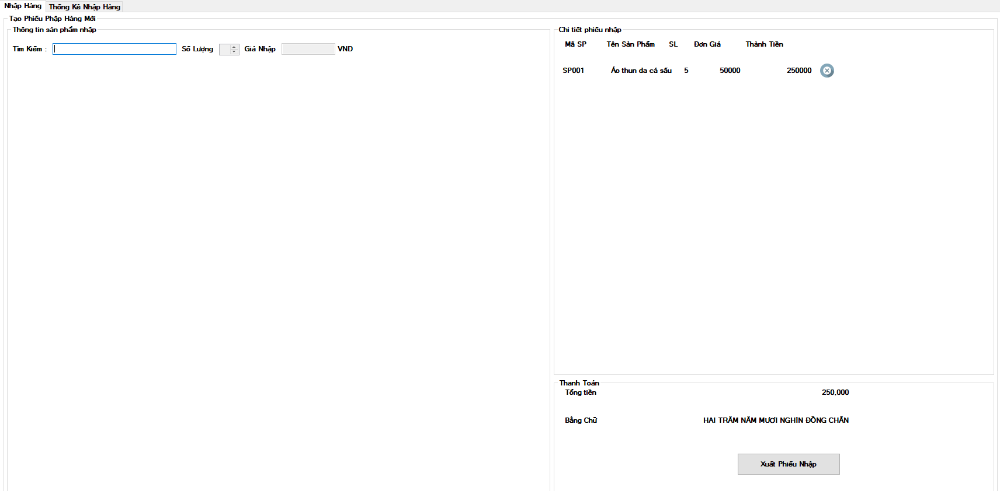 Nhập Hàng Thống Kê Nhập Hàng
Tạo Phiếu Phập Hàng Mới
Thông tin sản phẩm nhập
Tìm Kiếm : Số Lượng Giá Nhập VND
Chi tiết phiếu nhập
Mã SP Tên Sản Phẩm SL Đơn Giá Thành Tiền
SP001 Áo thun da cá sấu 5 50000 250000
Thanh Toán
Tổng tiền 250,000
Bằng Chữ HAI TRĂM NĂM MƯƠI NGHÌN ĐỒNG CHẴN
Xuất Phiếu Nhập